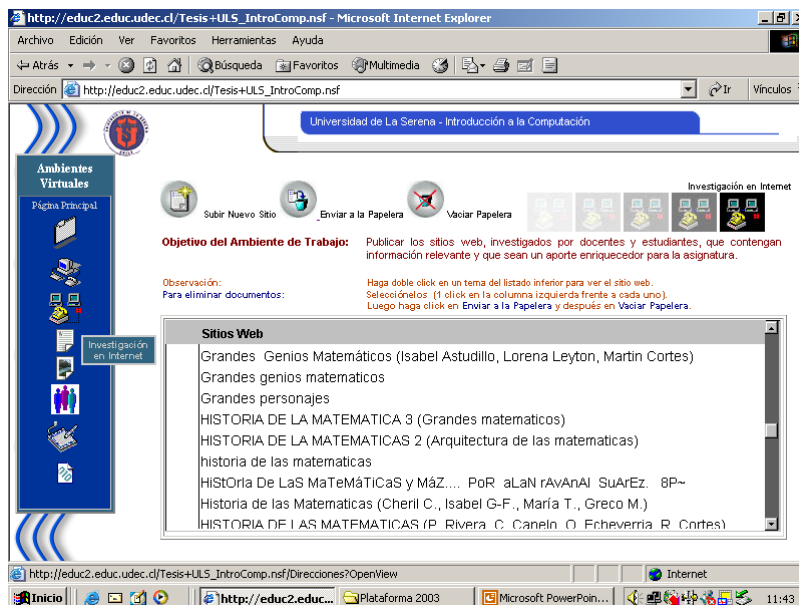 http://educ2.educ.udec.cl/Tesis+ULS_IntroComp.nsf - Microsoft Internet Explorer
Archivo Edición Ver Favoritos Herramientas Ayuda
Atrás Búsqueda Favoritos Multimedia
Dirección http://educ2.educ.udec.cl/Tesis+ULS_IntroComp.nsf Ir Vínculos
Universidad de La Serena - Introducción a la Computación
Ambientes
Virtuales
Página Principal
Investigación
en Internet
Subir Nuevo Sitio Enviar a la Papelera Vaciar Papelera
Investigación en Internet
Objetivo del Ambiente de Trabajo: Publicar los sitios web, investigados por docentes y estudiantes, que contengan
información relevante y que sean un aporte enriquecedor para la asignatura.
Observación: Haga doble click en un tema del listado inferior para ver el sitio web.
Para eliminar documentos: Selecciónelos (1 click en la columna izquierda frente a cada uno).
Luego haga click en Enviar a la Papelera y después en Vaciar Papelera.
Sitios Web
Grandes Genios Matemáticos (Isabel Astudillo, Lorena Leyton, Martin Cortes)
Grandes genios matematicos
Grandes personajes
HISTORIA DE LA MATEMATICA 3 (Grandes matematicos)
HISTORIA DE LA MATEMATICAS 2 (Arquitectura de las matematicas)
historia de las matematicas
HiStOrIa De LaS MaTeMáTiCaS y MáZ.... PoR aLaN rAvAnAl SuArEz. 8P~
Historia de las Matematicas (Cheril C., Isabel G-F., María T., Greco M.)
HISTORIA DE LAS MATEMATICAS (P. Rivera, C. Canelo, O. Echeverria, R. Cortes)
http://educ2.educ.udec.cl/Tesis+ULS_IntroComp.nsf/Direcciones?OpenView Internet
Inicio http://educ2.educ... Plataforma 2003 Microsoft PowerPoin... 11:43